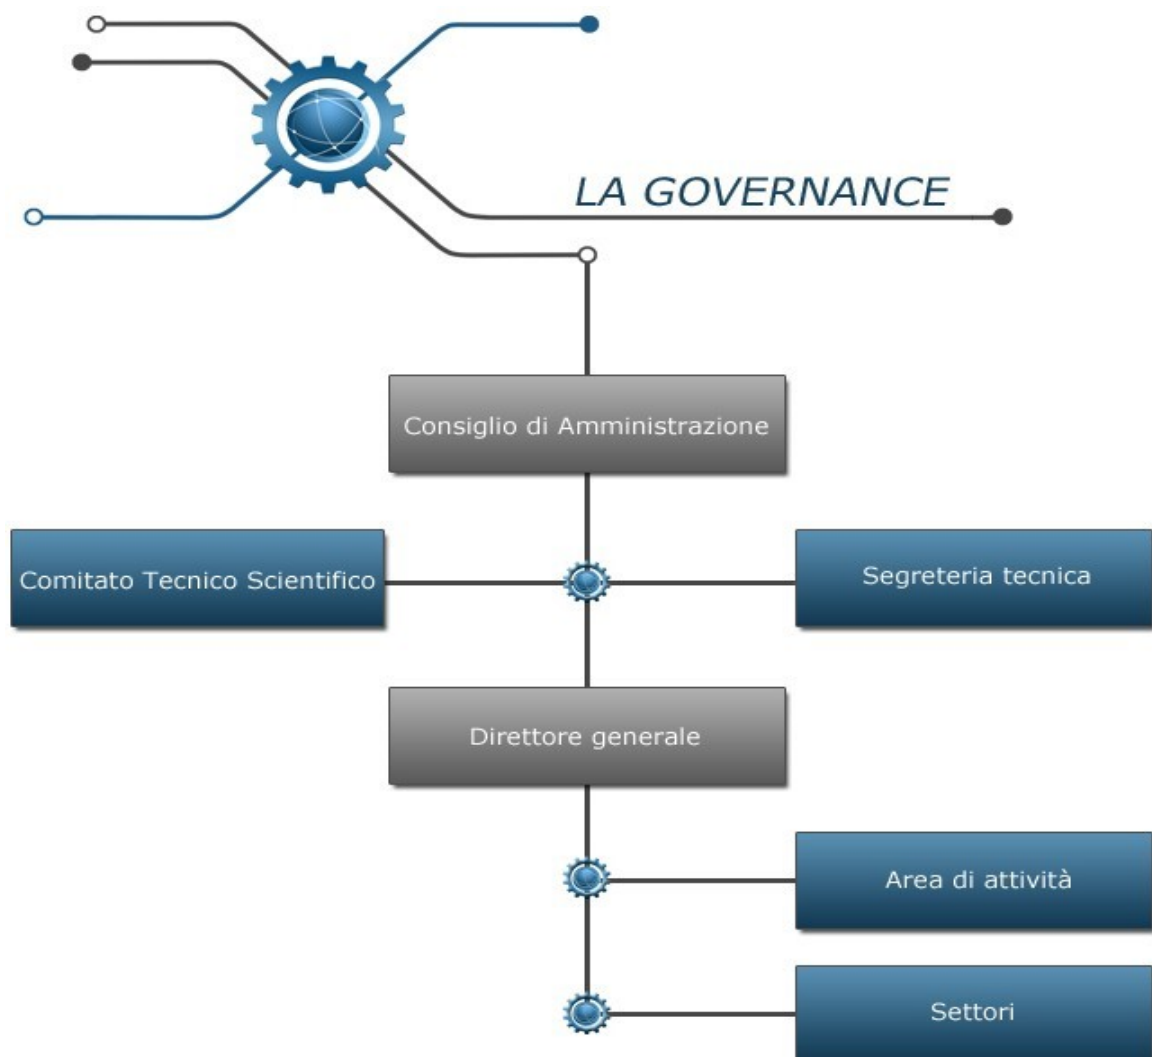 LA GOVERNANCE
Consiglio di Amministrazione
Comitato Tecnico Scientifico
Segreteria tecnica
Direttore generale
Area di attività
Settori